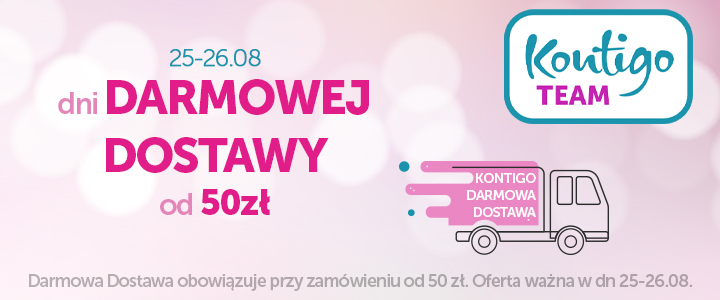 25-26.08
dni DARMOWEJ
DOSTAWY
od 50zł
Kontigo
TEAM
KONTIGO
DARMOWA
DOSTAWA
Darmowa Dostawa obowiązuje przy zamówieniu od 50 zł. Oferta ważna w dn 25-26.08.